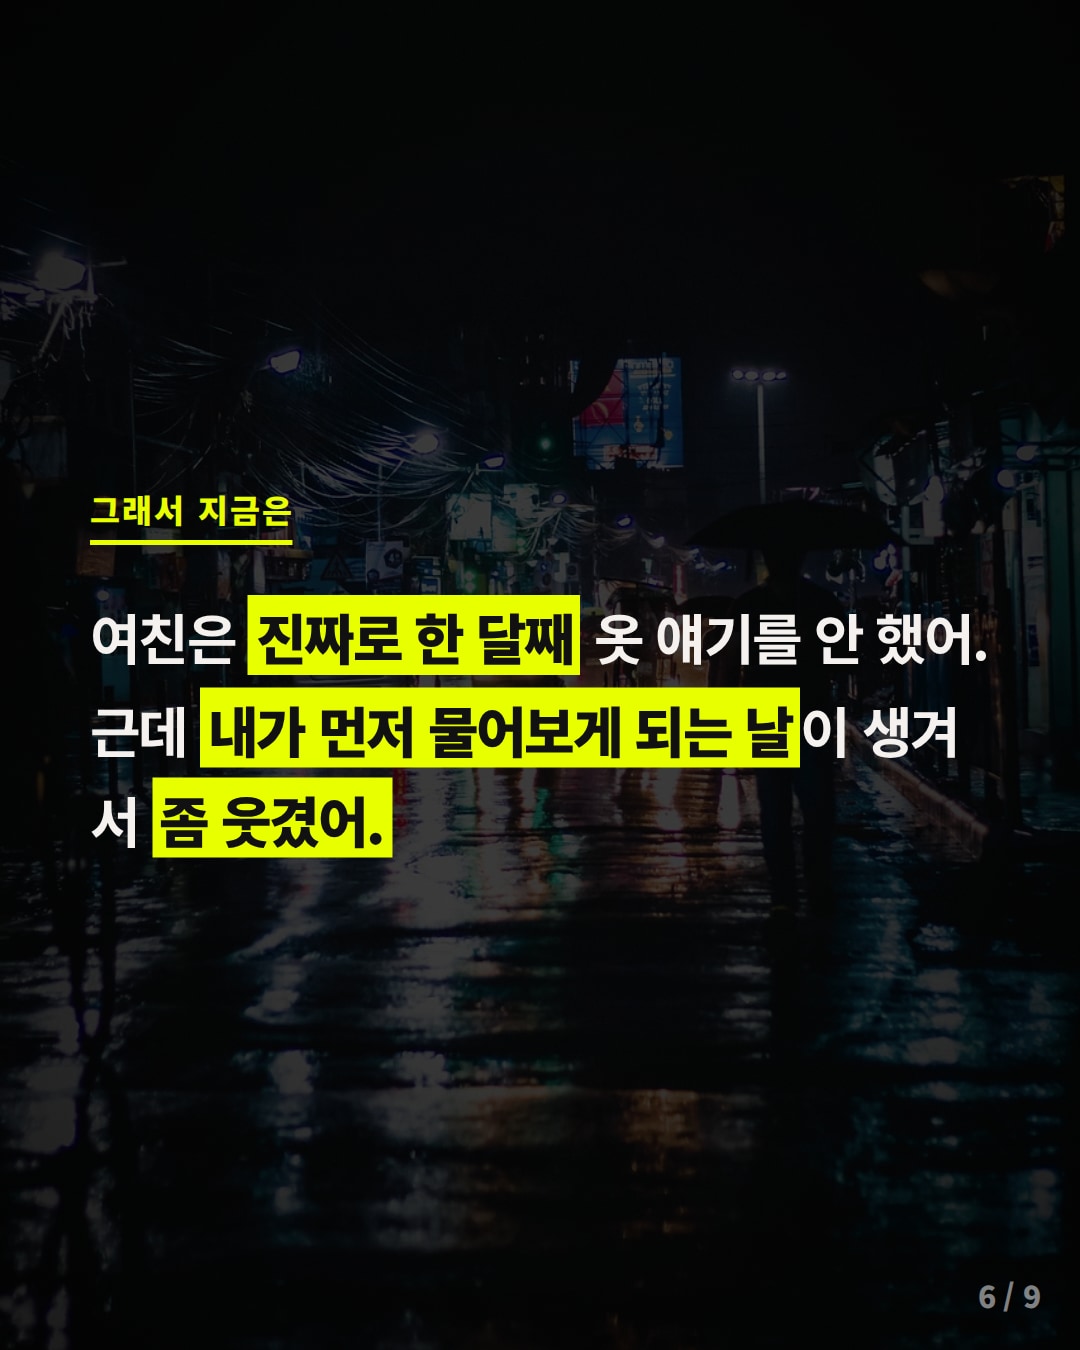 그래서 지금은
여친은 진짜로 한 달째 옷 얘기를 안 했어.
근데 내가 먼저 물어보게 되는 날이 생겨
서 좀 웃겼어.
6 / 9